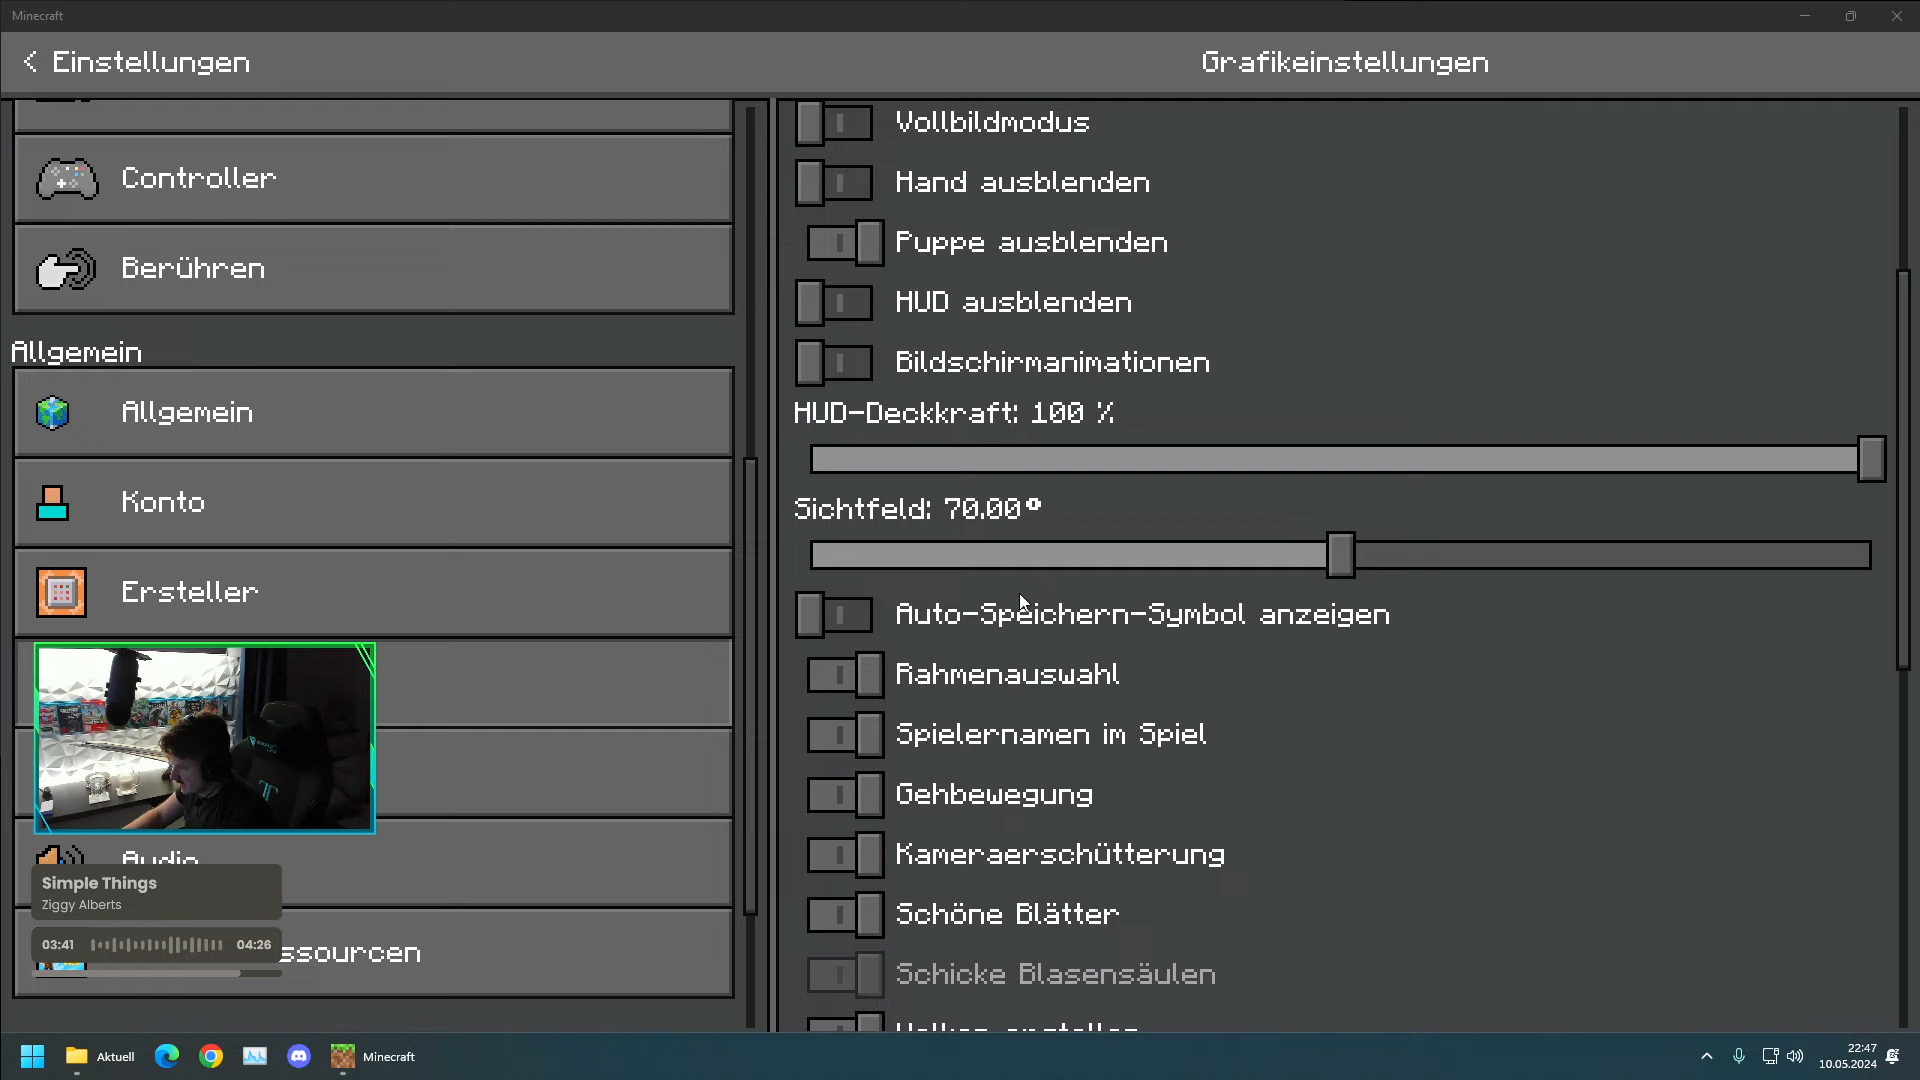 Minecraft
Einstellungen
Grafikeinstellungen
Controller
Berühren
Allgemein
Allgemein
Konto
Ersteller
Audio
ssourcen
Vollbildmodus
Hand ausblenden
Puppe ausblenden
HUD ausblenden
Bildschirmanimationen
HUD-Deckkraft: 100 %
Sichtfeld: 70.00°
Auto-Speichern-Symbol anzeigen
Rahmenauswahl
Spielernamen im Spiel
Gehbewegung
Kameraerschütterung
Schöne Blätter
Schicke Blasensäulen
Simple Things
Ziggy Alberts
03:41
04:26
Aktuell
Minecraft
22:47
10.05.2024